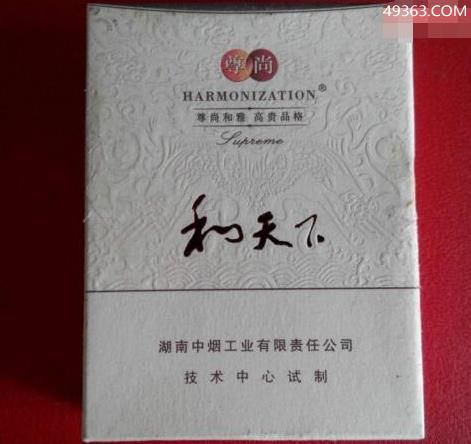 49363.COM
尊尚
HARMONIZATION®
尊尚和雅 高贵品格
Supreme
和天下
湖南中烟工业有限责任公司
技术中心试制